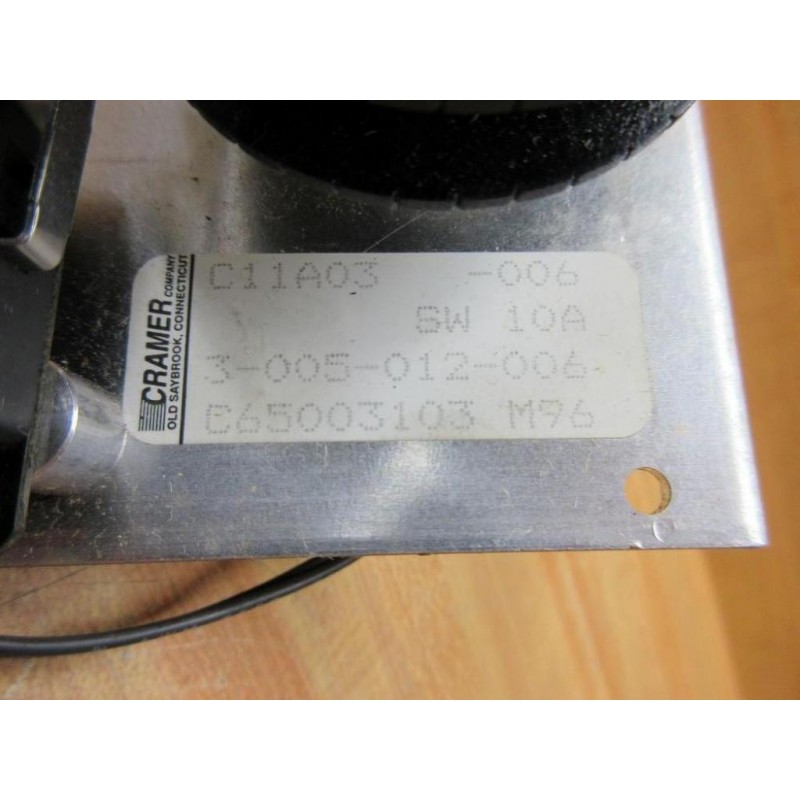 CRAMER COMPANY
OLD SAYBROOK, CONNECTICUT
C11A03 -006
SW 10A
3-005-012-006
C65003103 M96